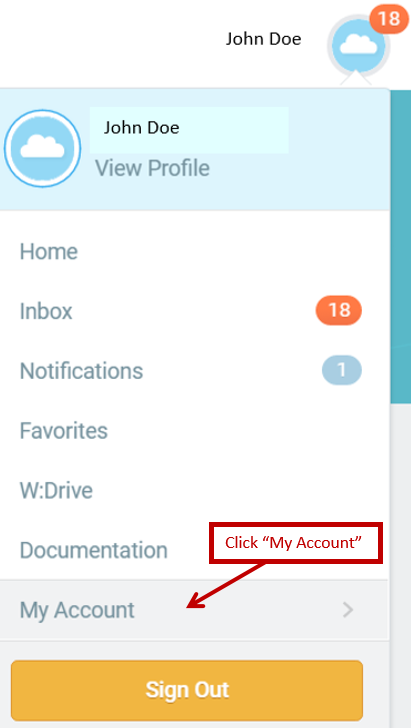 18
John Doe
John Doe
View Profile
Home
Inbox 18
Notifications 1
Favorites
W:Drive
Documentation
Click “My Account”
My Account
Sign Out